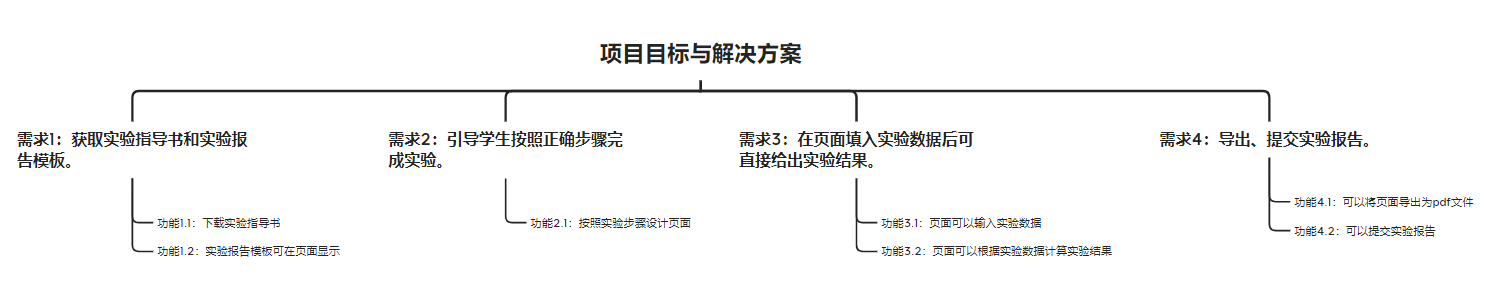 项目目标与解决方案
需求1：获取实验指导书和实验报
告模板。
功能1.1：下载实验指导书
功能1.2：实验报告模板可在页面显示
需求2：引导学生按照正确步骤完
成实验。
功能2.1：按照实验步骤设计页面
需求3：在页面填入实验数据后可
直接给出实验结果。
功能3.1：页面可以输入实验数据
功能3.2：页面可以根据实验数据计算实验结果
需求4：导出、提交实验报告。
功能4.1：可以将页面导出为pdf文件
功能4.2：可以提交实验报告